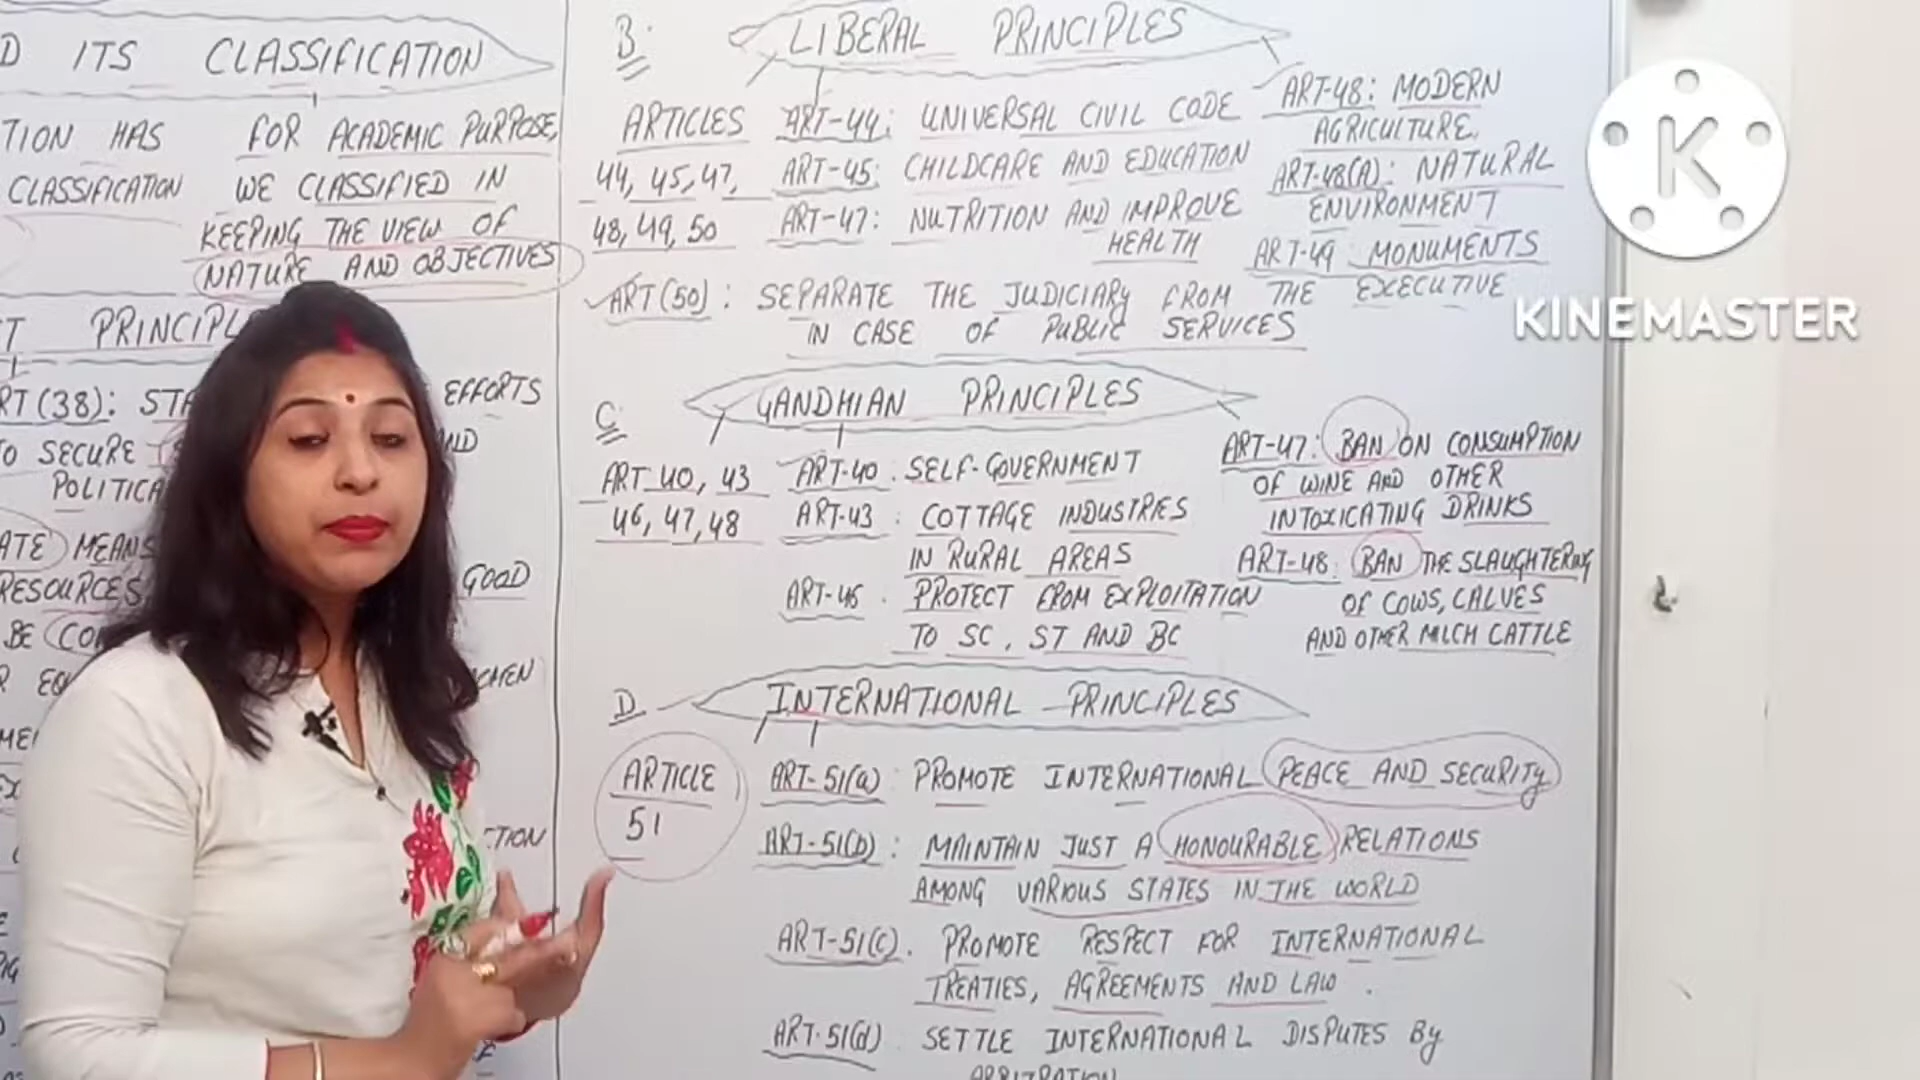 D ITS CLASSIFICATION
TION HAS
CLASSIFICATION
FOR ACADEMIC PURPOSE,
WE CLASSIFIED IN
KEEPING THE VIEW OF
NATURE AND OBJECTIVES
T PRINCIPL
RT(38): STA EFFORTS
TO SECURE
POLITICA
ATE MEANS
RESOURCES GOOD
BE CO
B.
LIBERAL PRINCIPLES
ARTICLES
44, 45, 47,
48, 49, 50
ART-44: UNIVERSAL CIVIL CODE
ART-45: CHILDCARE AND EDUCATION
ART-47: NUTRITION AND IMPROVE
HEALTH
ART-48: MODERN
AGRICULTURE,
ART-48(A): NATURAL
ENVIRONMENT
ART-49 MONUMENTS
ART(50): SEPARATE THE JUDICIARY FROM THE EXECUTIVE
IN CASE OF PUBLIC SERVICES
C.
GANDHIAN PRINCIPLES
ART 40, 43
46, 47, 48
ART-40. SELF-GOVERNMENT
ART-43: COTTAGE INDUSTRIES
IN RURAL AREAS
ART-46. PROTECT FROM EXPLOITATION
TO SC, ST AND BC
ART-47: BAN ON CONSUMPTION
OF WINE AND OTHER
INTOXICATING DRINKS
ART-48: BAN THE SLAUGHTERING
OF COWS, CALVES
AND OTHER MILCH CATTLE
D
INTERNATIONAL PRINCIPLES
ARTICLE
51
ART-51(a): PROMOTE INTERNATIONAL PEACE AND SECURITY
ART-51(b): MAINTAIN JUST A HONOURABLE RELATIONS
AMONG VARIOUS STATES IN THE WORLD
ART-51(c). PROMOTE RESPECT FOR INTERNATIONAL
TREATIES, AGREEMENTS AND LAW.
ART.51(d) SETTLE INTERNATIONAL DISPUTES BY
ARBITRATION
K
KINEMASTER